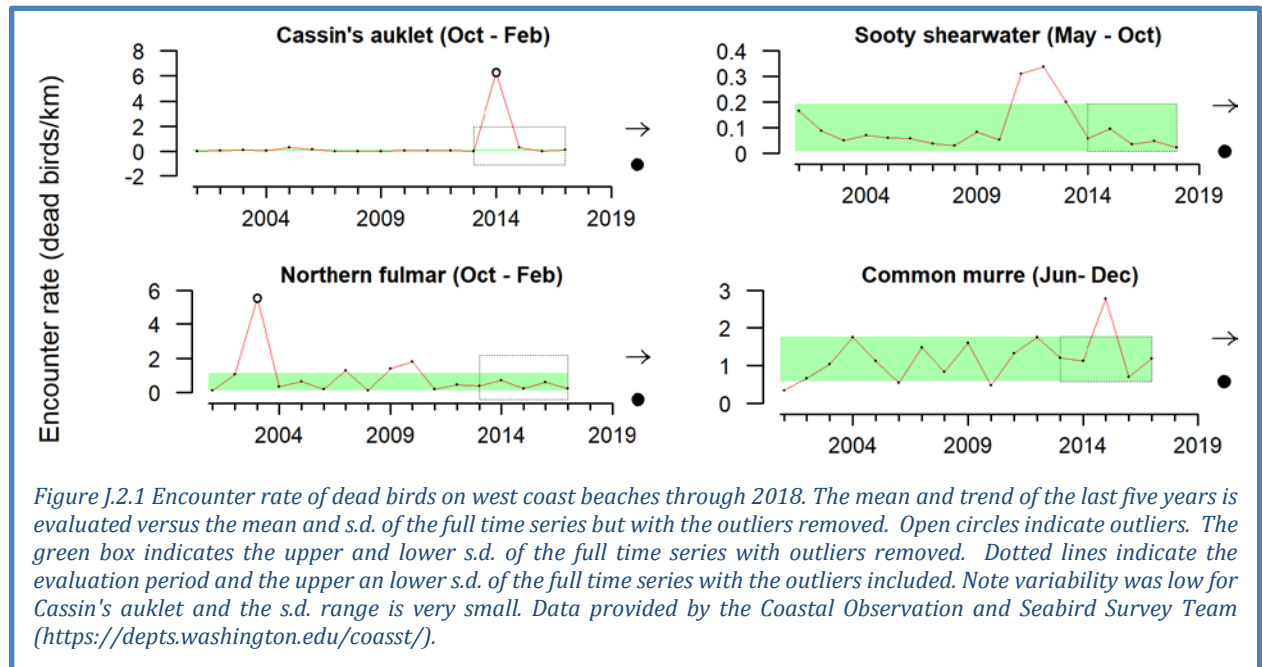 Encounter rate (dead birds/km)
Cassin's auklet (Oct - Feb)
8
6
4
2
0
-2
2004 2009 2014 2019
Sooty shearwater (May - Oct)
0.4
0.3
0.2
0.1
0
2004 2009 2014 2019
Northern fulmar (Oct - Feb)
6
4
2
0
2004 2009 2014 2019
Common murre (Jun- Dec)
3
2
1
0
2004 2009 2014 2019
Figure J.2.1 Encounter rate of dead birds on west coast beaches through 2018. The mean and trend of the last five years is
evaluated versus the mean and s.d. of the full time series but with the outliers removed. Open circles indicate outliers. The
green box indicates the upper and lower s.d. of the full time series with outliers removed. Dotted lines indicate the
evaluation period and the upper an lower s.d. of the full time series with the outliers included. Note variability was low for
Cassin's auklet and the s.d. range is very small. Data provided by the Coastal Observation and Seabird Survey Team
(https://depts.washington.edu/coasst/).